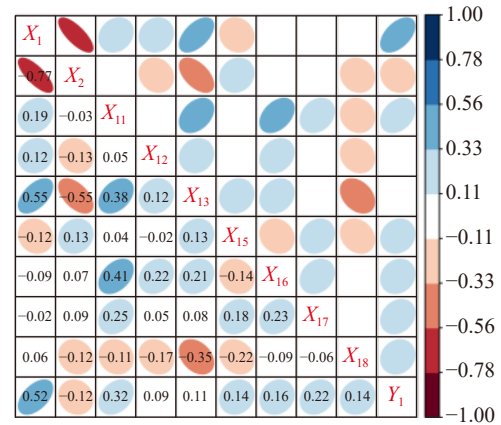 X₁ 1.00
−0.77 X₂ 0.78
0.19 −0.03 X₁₁ 0.56
0.12 −0.13 0.05 X₁₂ 0.33
0.55 −0.55 0.38 0.12 X₁₃ 0.11
−0.12 0.13 0.04 −0.02 0.13 X₁₅ −0.11
−0.09 0.07 0.41 0.22 0.21 −0.14 X₁₆ −0.33
−0.02 0.09 0.25 0.05 0.08 0.18 0.23 X₁₇ −0.56
0.06 −0.12 −0.11 −0.17 −0.35 −0.22 −0.09 −0.06 X₁₈ −0.78
0.52 −0.12 0.32 0.09 0.11 0.14 0.16 0.22 0.14 Y₁ −1.00